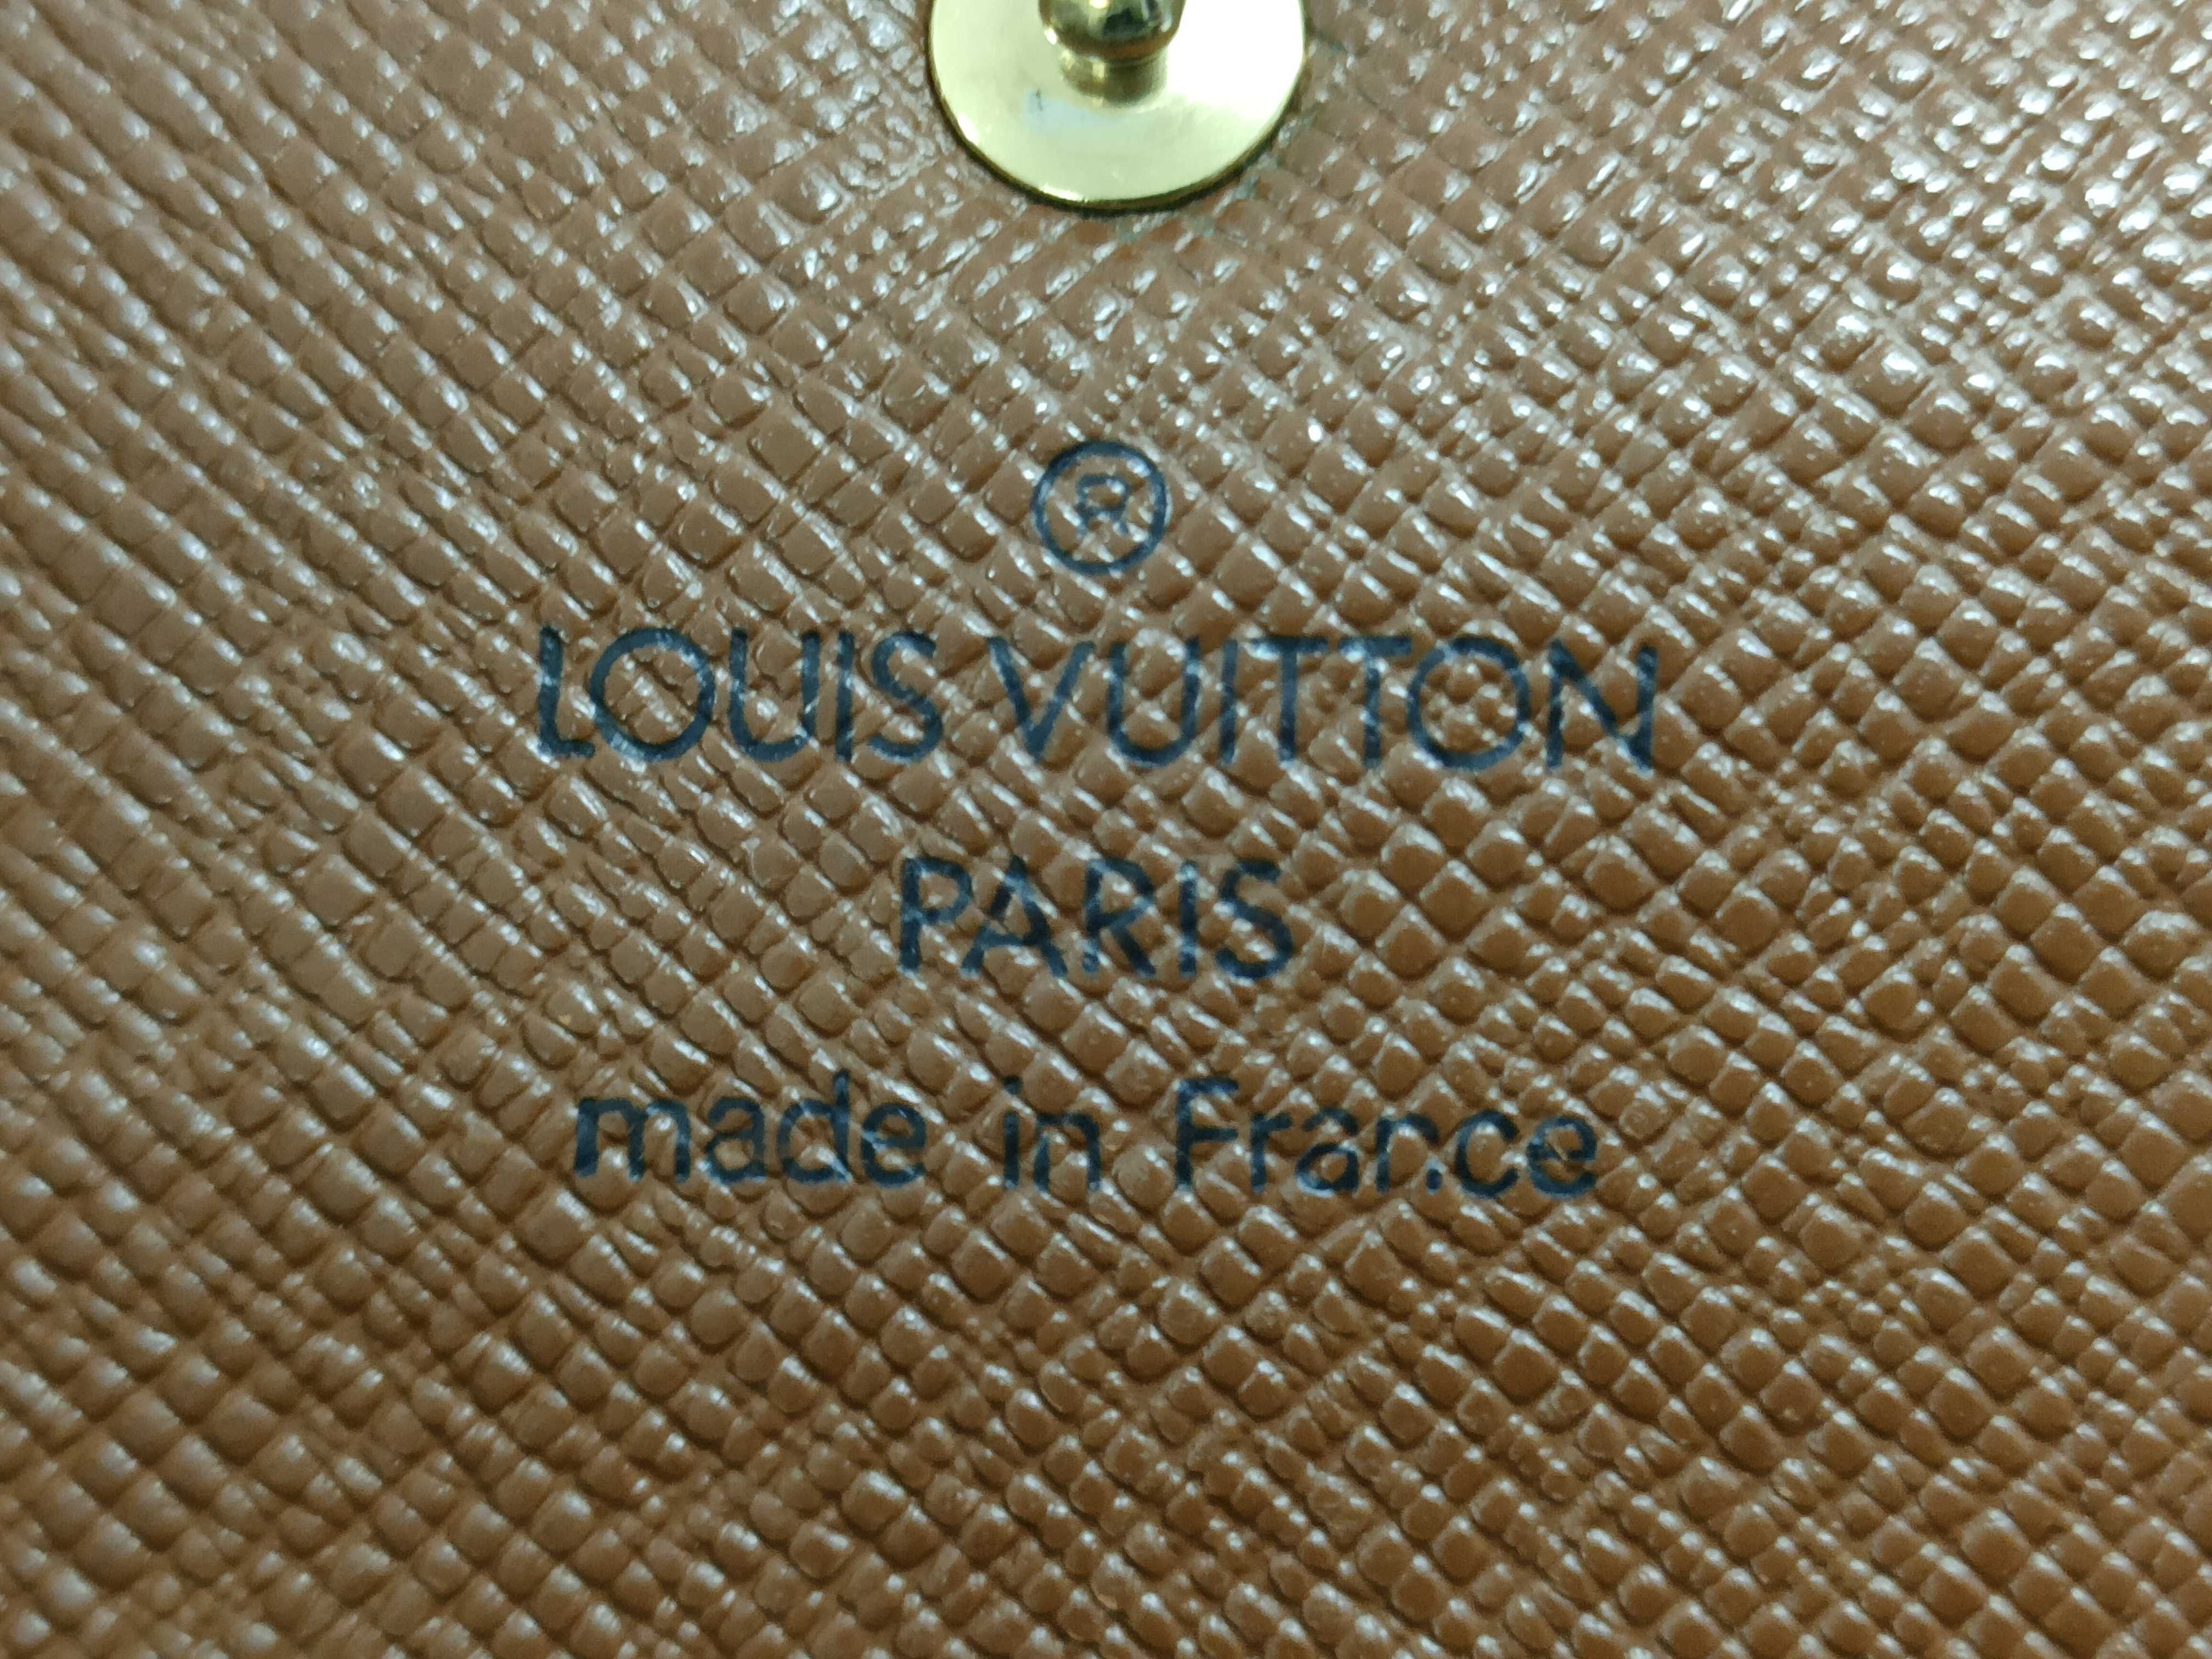 ®
LOUIS VUITTON
PARIS
made in France